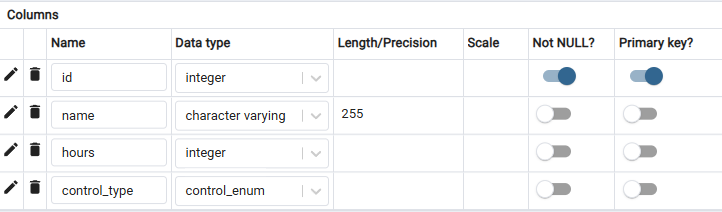 Columns
Name Data type Length/Precision Scale Not NULL? Primary key?
id integer
name character varying 255
hours integer
control_type control_enum